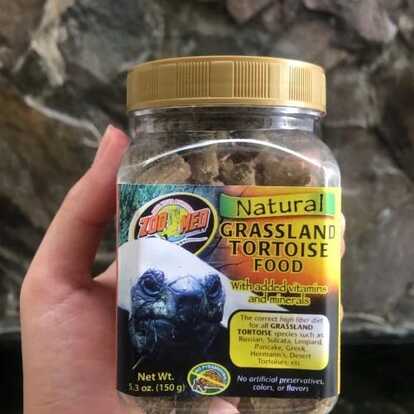 ZOO MED
Natural
GRASSLAND
TORTOISE
FOOD
With added vitamins
and minerals
The correct high fiber diet
for all GRASSLAND
TORTOISE species such as:
Russian, Sulcata, Leopard,
Pancake, Greek,
Hermann's, Desert
Tortoises, etc.
Net Wt.
5.3 oz. (150 g)
No artificial preservatives,
colors, or flavors